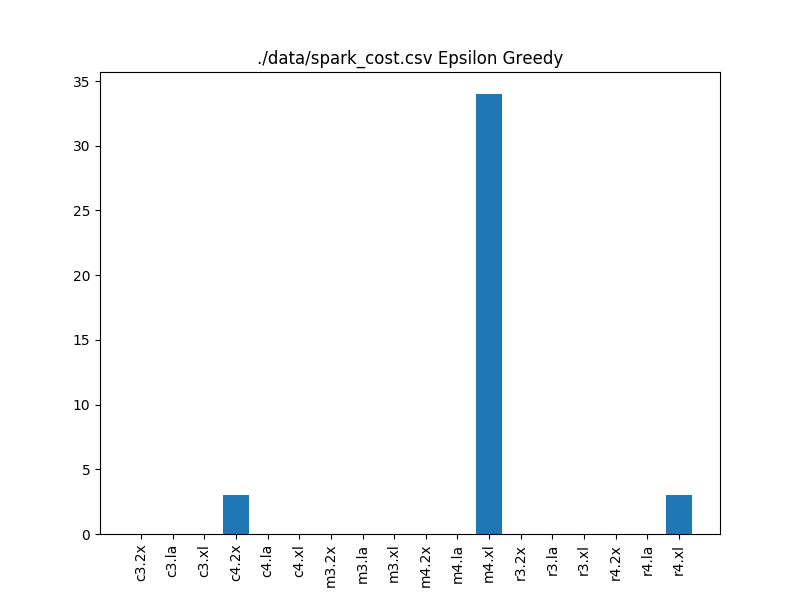 ./data/spark_cost.csv Epsilon Greedy
35
30
25
20
15
10
5
0
c3.2x
c3.la
c3.xl
c4.2x
c4.la
c4.xl
m3.2x
m3.la
m3.xl
m4.2x
m4.la
m4.xl
r3.2x
r3.la
r3.xl
r4.2x
r4.la
r4.xl